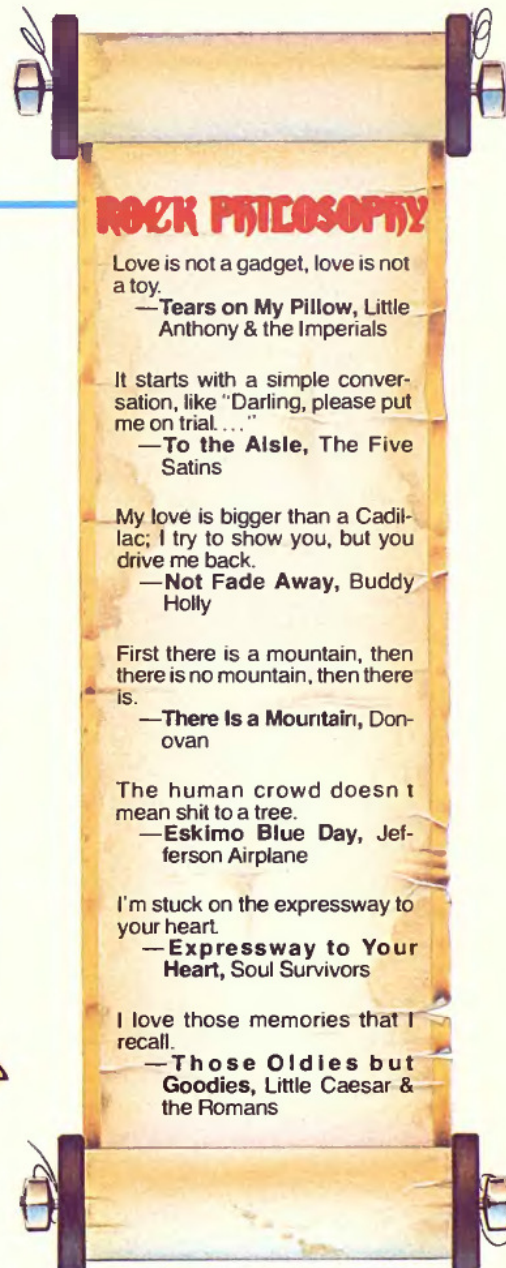 ROCK PHILOSOPHY
Love is not a gadget, love is not
a toy.
—Tears on My Pillow, Little
Anthony & the Imperials
It starts with a simple conver-
sation, like "Darling, please put
me on trial. . . ."
—To the Aisle, The Five
Satins
My love is bigger than a Cadil-
lac; I try to show you, but you
drive me back.
—Not Fade Away, Buddy
Holly
First there is a mountain, then
there is no mountain, then there
is.
—There Is a Mountain, Don-
ovan
The human crowd doesn t
mean shit to a tree.
—Eskimo Blue Day, Jef-
ferson Airplane
I'm stuck on the expressway to
your heart.
—Expressway to Your
Heart, Soul Survivors
I love those memories that I
recall.
—Those Oldies but
Goodies, Little Caesar &
the Romans